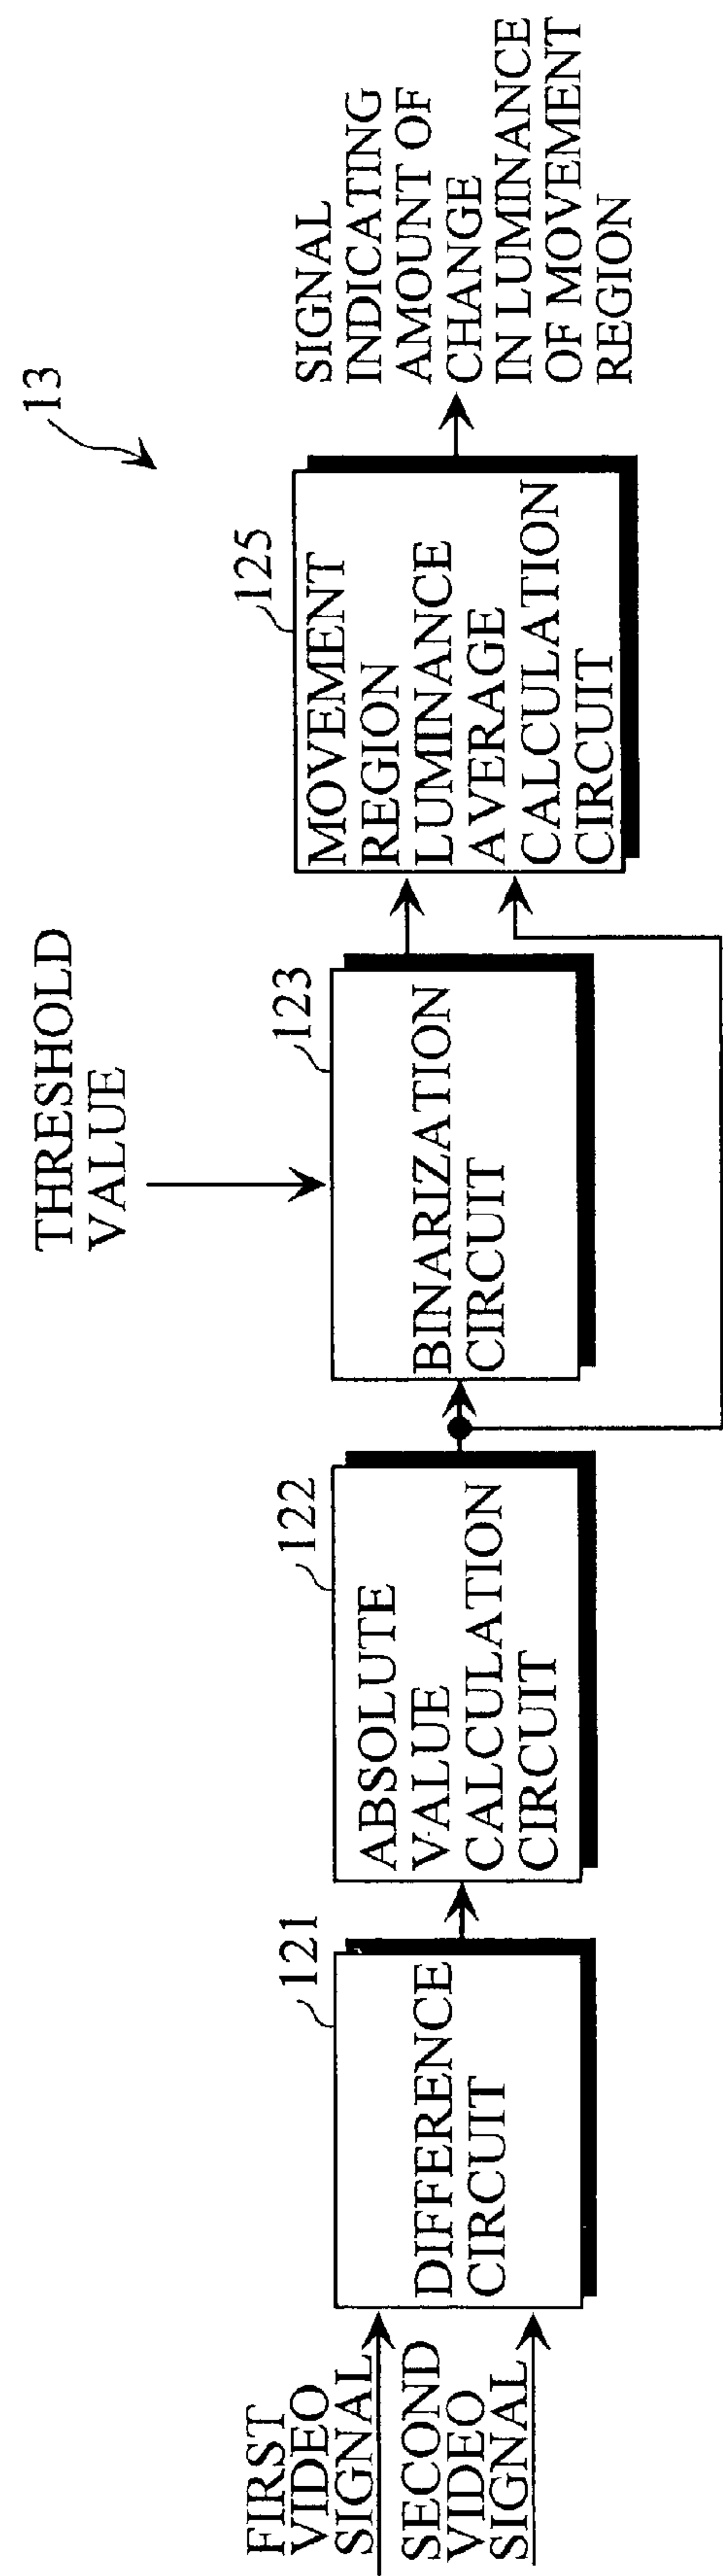 13
THRESHOLD
VALUE
FIRST
VIDEO
SIGNAL
SECOND
VIDEO
SIGNAL
121
DIFFERENCE
CIRCUIT
122
ABSOLUTE
VALUE
CALCULATION
CIRCUIT
123
BINARIZATION
CIRCUIT
125
MOVEMENT
REGION
LUMINANCE
AVERAGE
CALCULATION
CIRCUIT
SIGNAL
INDICATING
AMOUNT OF
CHANGE
IN LUMINANCE
OF MOVEMENT
REGION